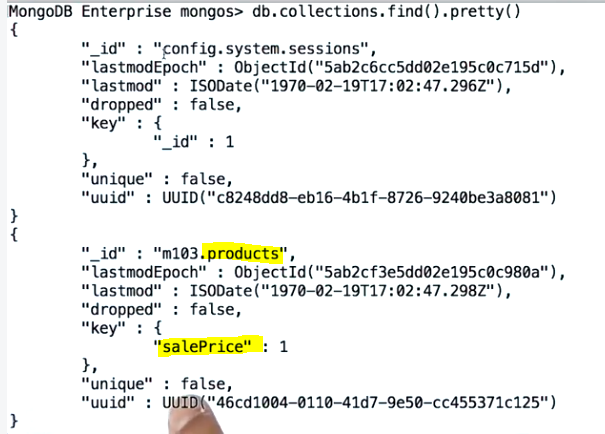 MongoDB Enterprise mongos> db.collections.find().pretty()
{
"_id" : "config.system.sessions",
"lastmodEpoch" : ObjectId("5ab2c6cc5dd02e195c0c715d"),
"lastmod" : ISODate("1970-02-19T17:02:47.296Z"),
"dropped" : false,
"key" : {
"_id" : 1
},
"unique" : false,
"uuid" : UUID("c8248dd8-eb16-4b1f-8726-9240be3a8081")
}
{
"_id" : "m103.products",
"lastmodEpoch" : ObjectId("5ab2cf3e5dd02e195c0c980a"),
"lastmod" : ISODate("1970-02-19T17:02:47.298Z"),
"dropped" : false,
"key" : {
"salePrice" : 1
},
"unique" : false,
"uuid" : UUID("46cd1004-0110-41d7-9e50-cc455371c125")
}